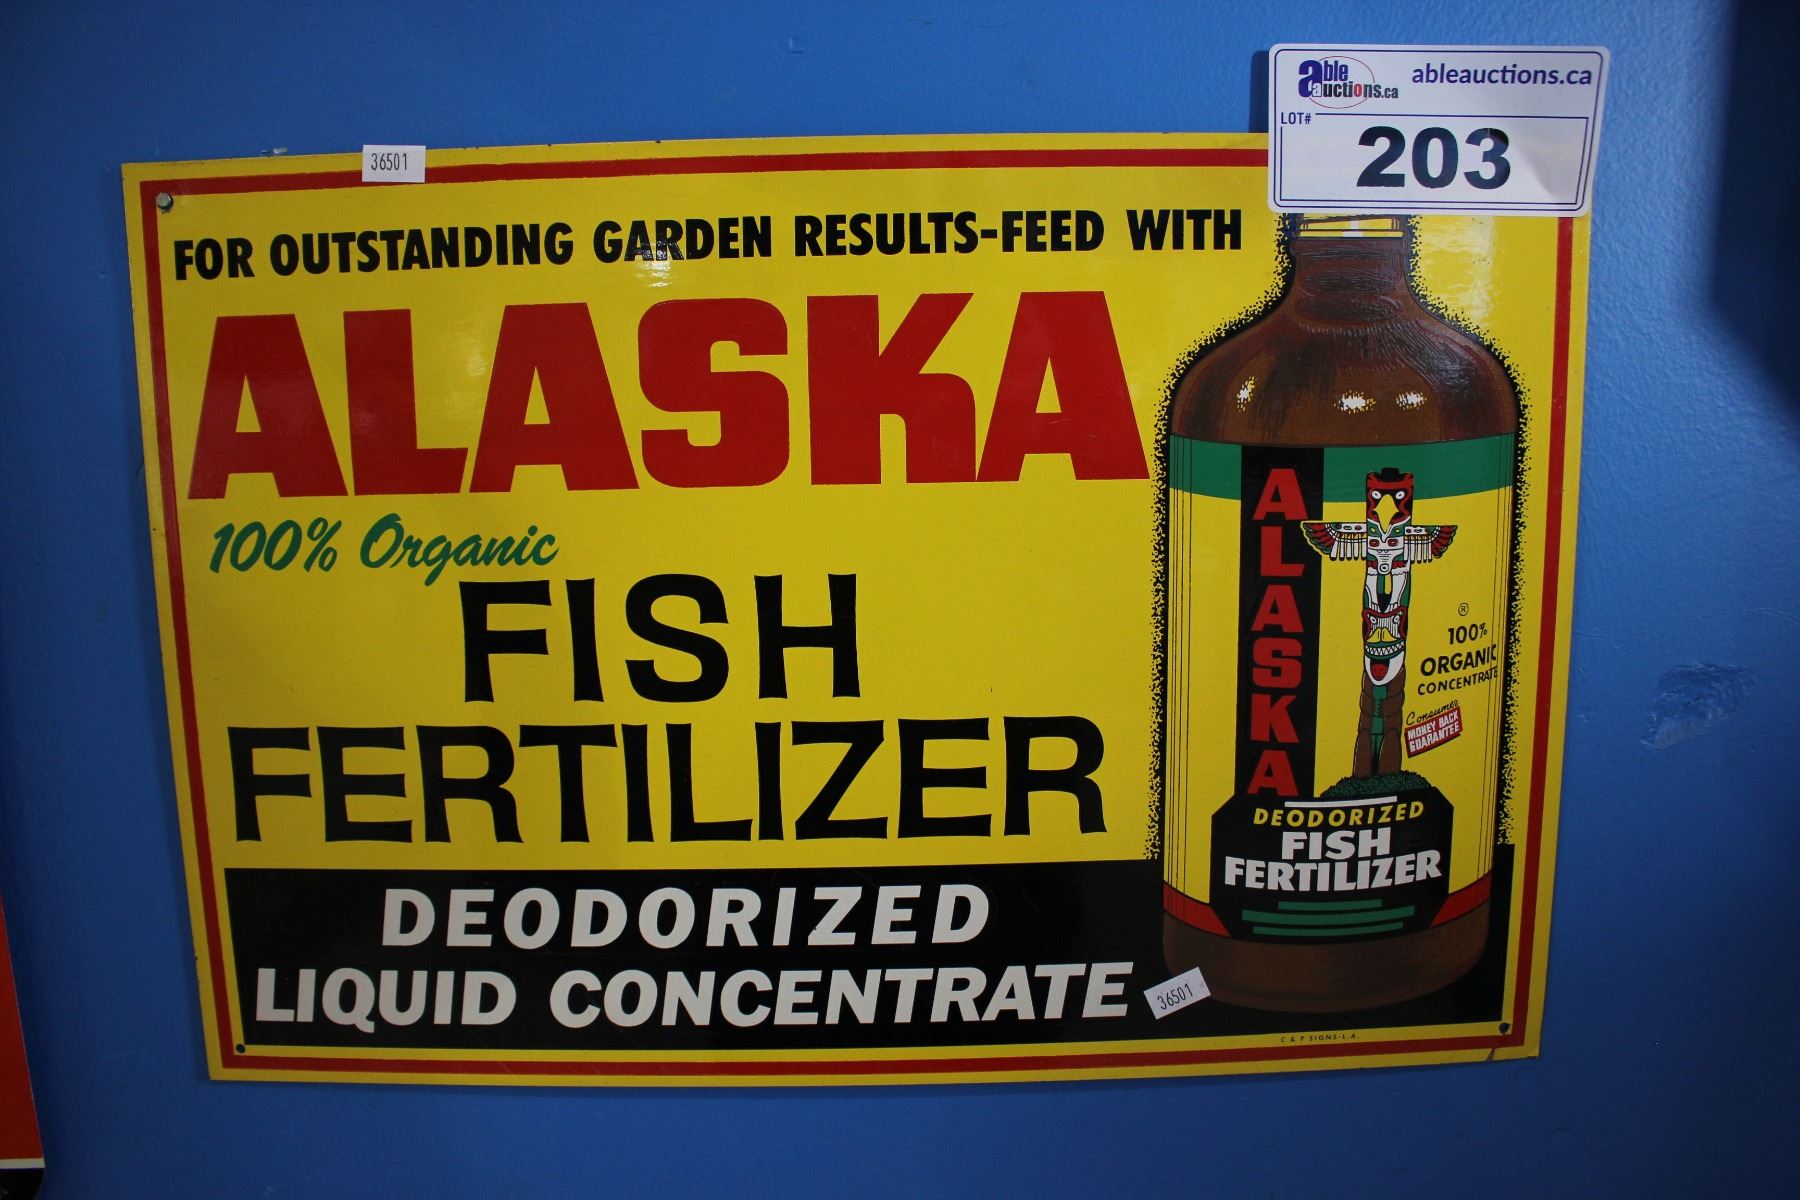 able auctions.ca
ableauctions.ca
LOT#
203
36501
FOR OUTSTANDING GARDEN RESULTS-FEED WITH
ALASKA
100% Organic
FISH
FERTILIZER
DEODORIZED
LIQUID CONCENTRATE
ALASKA
®
100%
ORGANIC
CONCENTRATE
Consumer
MONEY BACK
GUARANTEE
DEODORIZED
FISH
FERTILIZER
36501
C & P SIGNS-L.A.